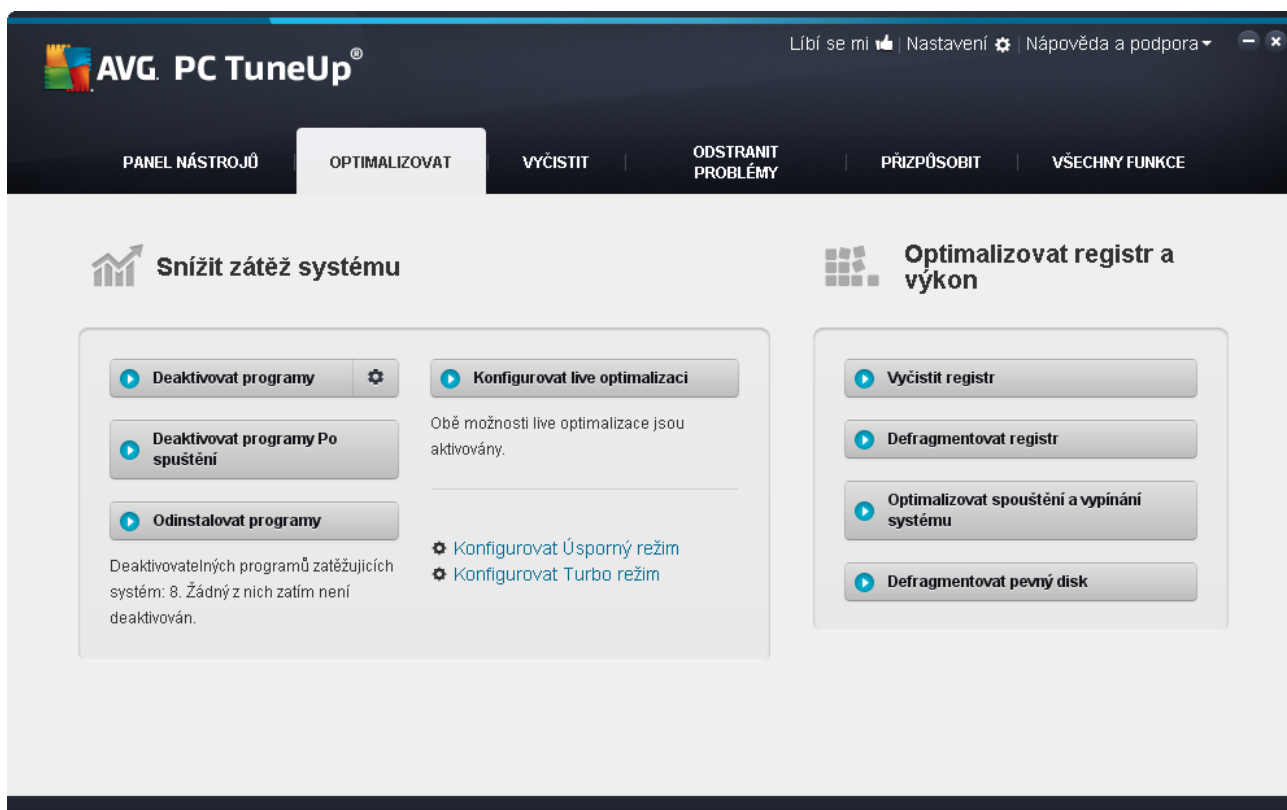 Líbí se mi | Nastavení | Nápověda a podpora
AVG. PC TuneUp®
PANEL NÁSTROJŮ
OPTIMALIZOVAT
VYČISTIT
ODSTRANIT
PROBLÉMY
PŘIZPŮSOBIT
VŠECHNY FUNKCE
Snížit zátěž systému
Deaktivovat programy
Deaktivovat programy Po
spuštění
Odinstalovat programy
Deaktivovatelných programů zatěžujicích
systém: 8. Žádný z nich zatím není
deaktivován.
Konfigurovat live optimalizaci
Obě možnosti live optimalizace jsou
aktivovány.
Konfigurovat Úsporný režim
Konfigurovat Turbo režim
Optimalizovat registr a
výkon
Vyčistit registr
Defragmentovat registr
Optimalizovat spouštění a vypínání
systému
Defragmentovat pevný disk